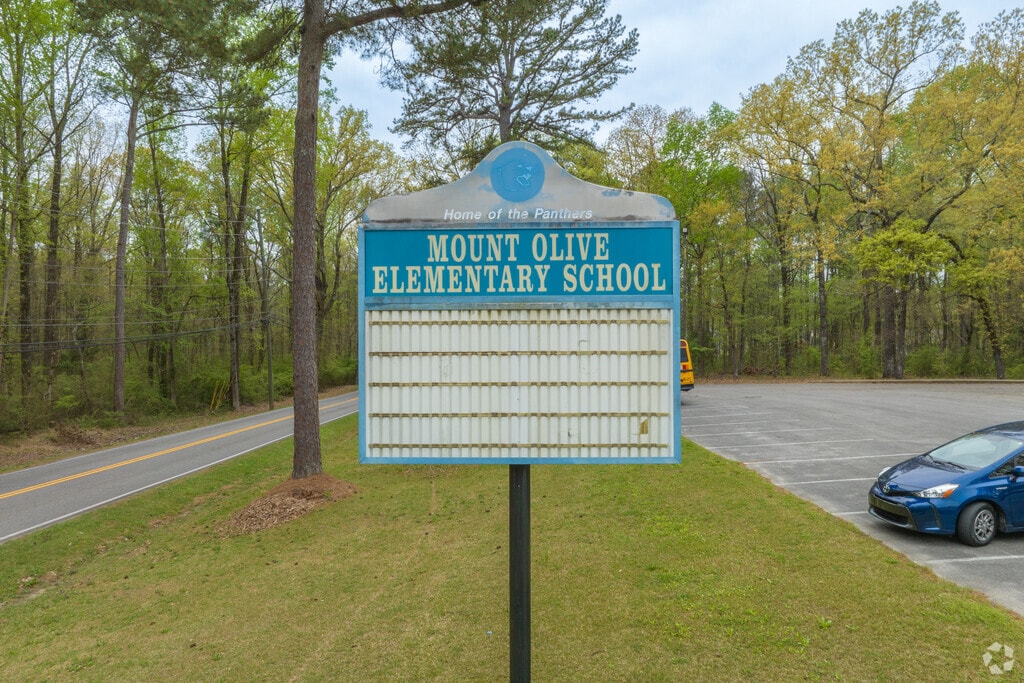 Home of the Panthers
MOUNT OLIVE
ELEMENTARY SCHOOL